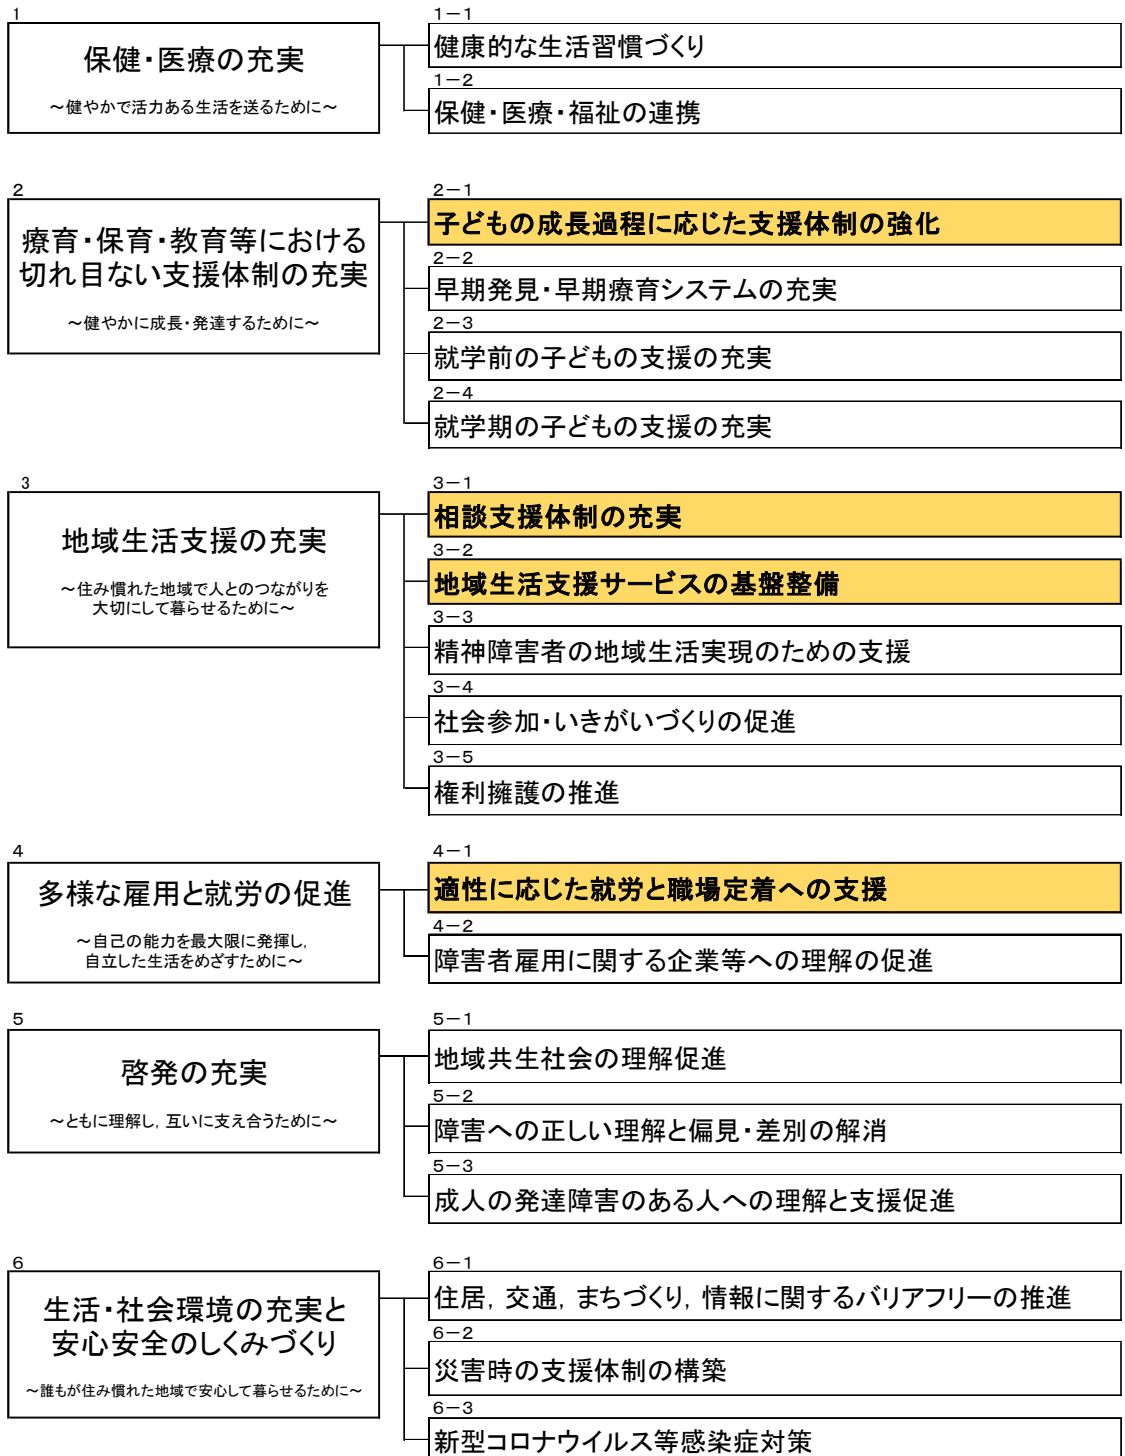 1
保健・医療の充実
～健やかで活力ある生活を送るために～
1－1
健康的な生活習慣づくり
1－2
保健・医療・福祉の連携
2
療育・保育・教育等における
切れ目ない支援体制の充実
～健やかに成長・発達するために～
2－1
子どもの成長過程に応じた支援体制の強化
2－2
早期発見・早期療育システムの充実
2－3
就学前の子どもの支援の充実
2－4
就学期の子どもの支援の充実
3
地域生活支援の充実
～住み慣れた地域で人とのつながりを
大切にして暮らせるために～
3－1
相談支援体制の充実
3－2
地域生活支援サービスの基盤整備
3－3
精神障害者の地域生活実現のための支援
3－4
社会参加・いきがいづくりの促進
3－5
権利擁護の推進
4
多様な雇用と就労の促進
～自己の能力を最大限に発揮し，
自立した生活をめざすために～
4－1
適性に応じた就労と職場定着への支援
4－2
障害者雇用に関する企業等への理解の促進
5
啓発の充実
～ともに理解し，互いに支え合うために～
5－1
地域共生社会の理解促進
5－2
障害への正しい理解と偏見・差別の解消
5－3
成人の発達障害のある人への理解と支援促進
6
生活・社会環境の充実と
安心安全のしくみづくり
～誰もが住み慣れた地域で安心して暮らせるために～
6－1
住居，交通，まちづくり，情報に関するバリアフリーの推進
6－2
災害時の支援体制の構築
6－3
新型コロナウイルス等感染症対策